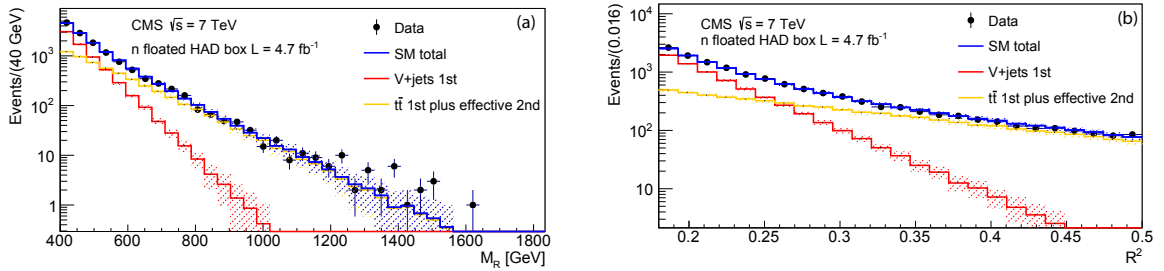 (a)
CMS √s = 7 TeV
n floated HAD box L = 4.7 fb⁻¹
Data
SM total
V+jets 1st
tt̄ 1st plus effective 2nd
Events/(40 GeV)
10³
10²
10
1
400 600 800 1000 1200 1400 1600 1800
M_R [GeV]
(b)
CMS √s = 7 TeV
n floated HAD box L = 4.7 fb⁻¹
Data
SM total
V+jets 1st
tt̄ 1st plus effective 2nd
Events/(0.016)
10⁴
10³
10²
10
0.2 0.25 0.3 0.35 0.4 0.45 0.5
R²